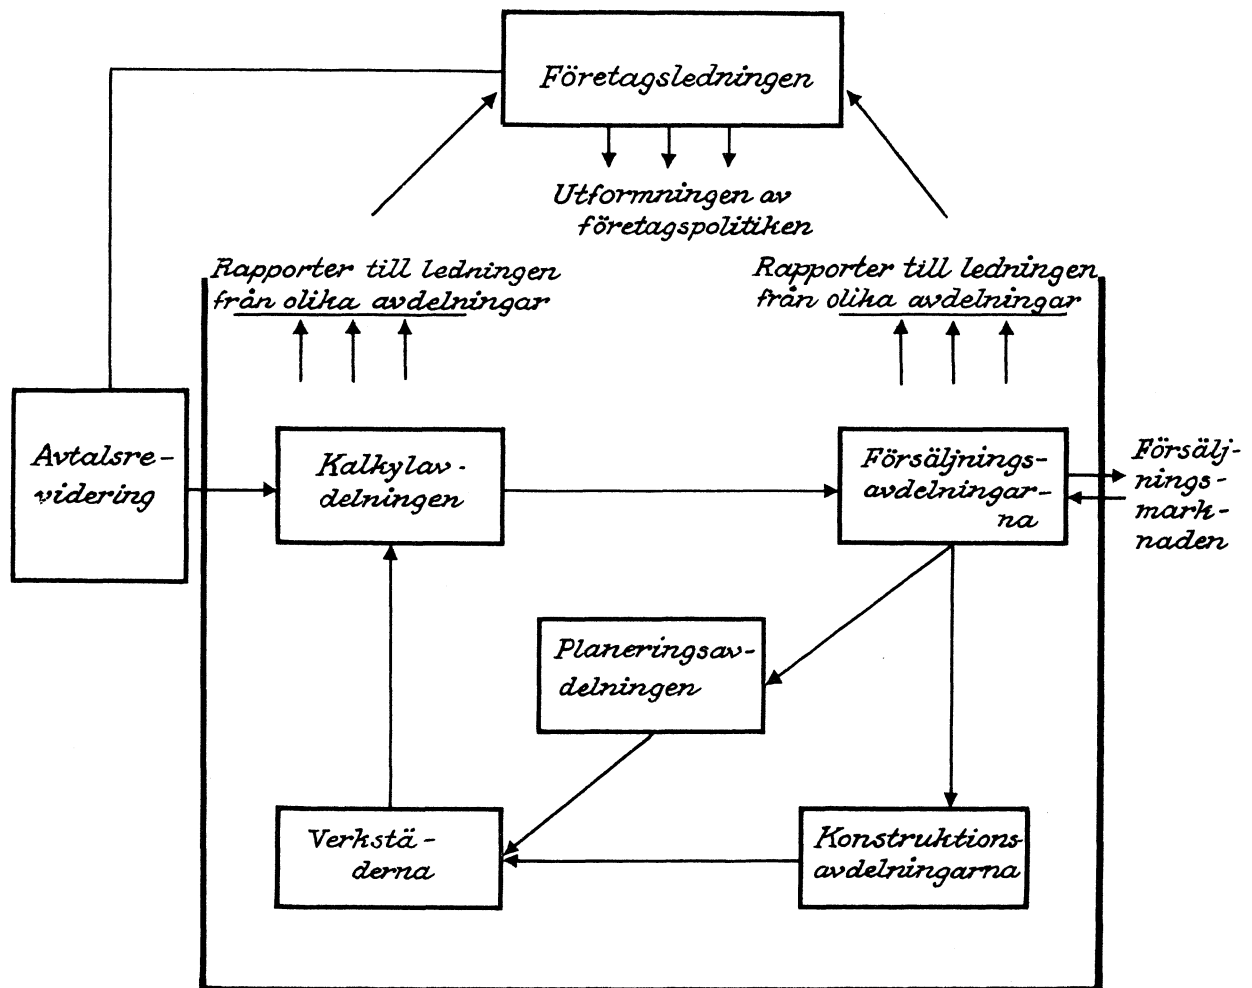 Företagsledningen
Utformningen av
företagspolitiken
Rapporter till ledningen
från olika avdelningar
Rapporter till ledningen
från olika avdelningar
Avtalsre-
videring
Kalkylav-
delningen
Försäljnings-
avdelningar-
na
Försälj-
nings-
mark-
naden
Planeringsav-
delningen
Verkstä-
derna
Konstruktions-
avdelningarna